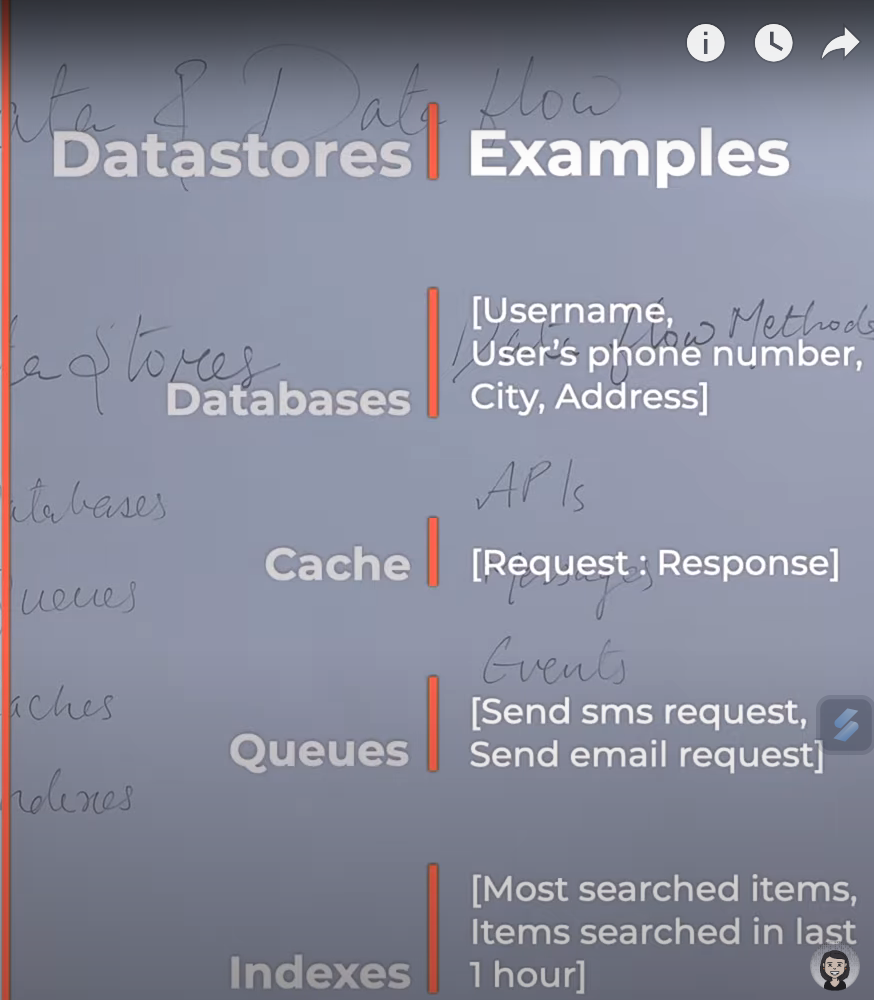 ata & Data flow
Datastores
Examples
a Stores
Data flow Methods
Databases
[Username,
User's phone number,
City, Address]
atabases
APIs
Cache
[Request : Response]
Messages
ueues
Events
aches
Queues
[Send sms request,
Send email request]
ndexes
Indexes
[Most searched items,
Items searched in last
1 hour]